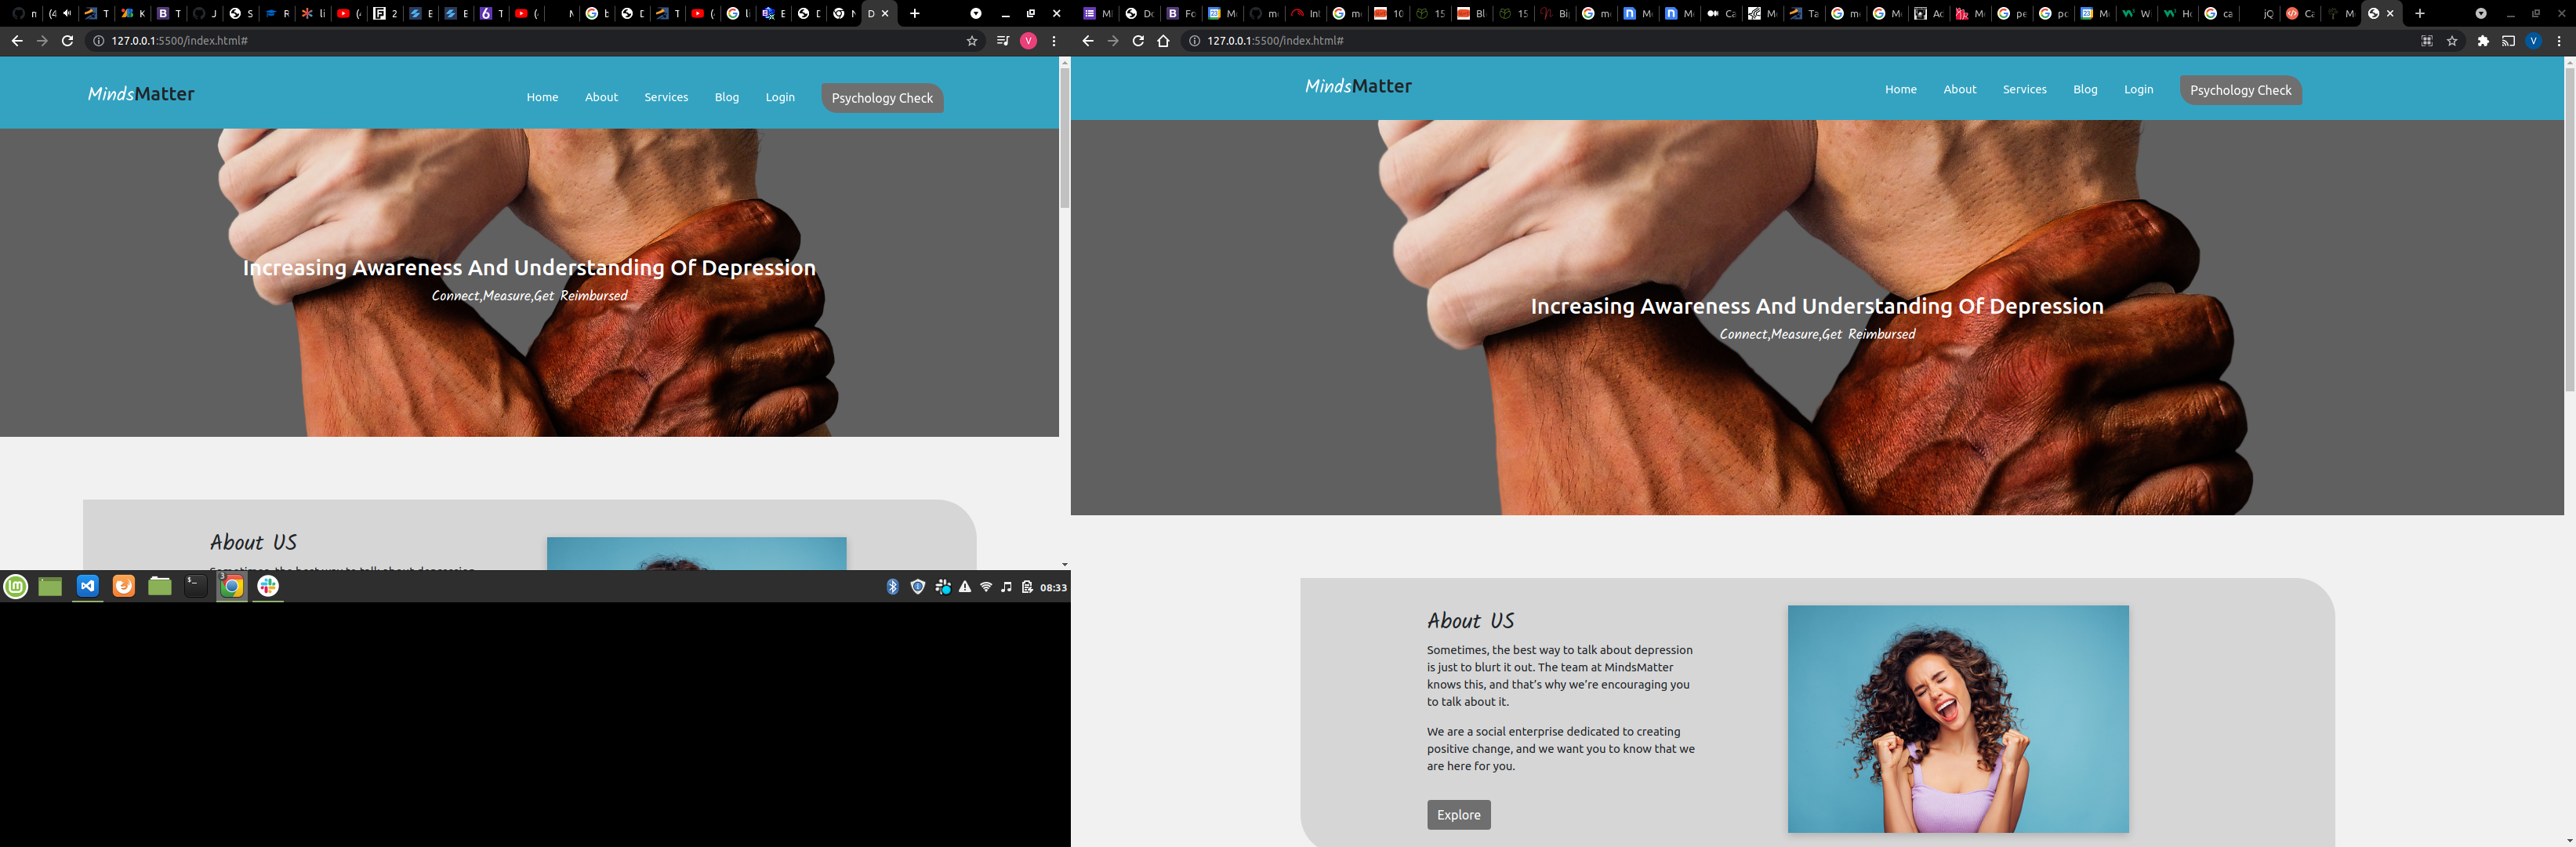 127.0.0.1:5500/index.html#
MindsMatter
Home About Services Blog Login Psychology Check
Increasing Awareness And Understanding Of Depression
Connect,Measure,Get Reimbursed
About US
08:33
127.0.0.1:5500/index.html#
MindsMatter
Home About Services Blog Login Psychology Check
Increasing Awareness And Understanding Of Depression
Connect,Measure,Get Reimbursed
About US
Sometimes, the best way to talk about depression
is just to blurt it out. The team at MindsMatter
knows this, and that’s why we’re encouraging you
to talk about it.
We are a social enterprise dedicated to creating
positive change, and we want you to know that we
are here for you.
Explore